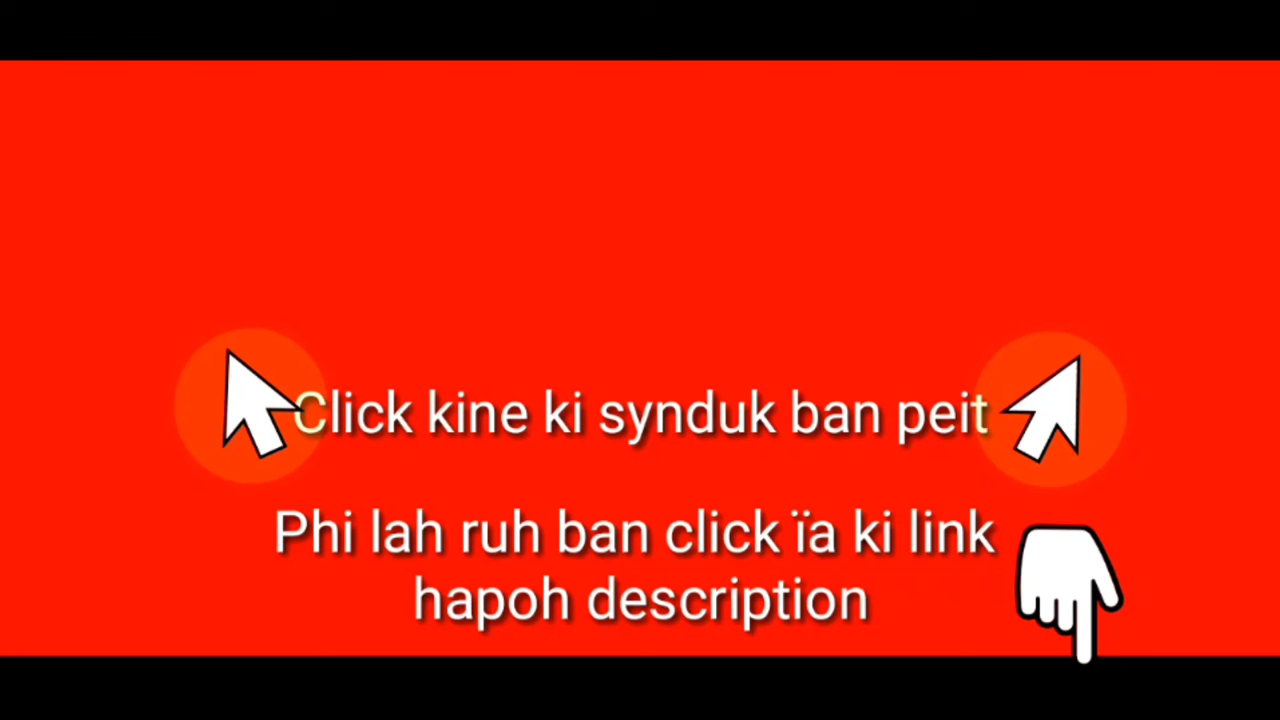 Click kine ki synduk ban peit
Phi lah ruh ban click ïa ki link
hapoh description